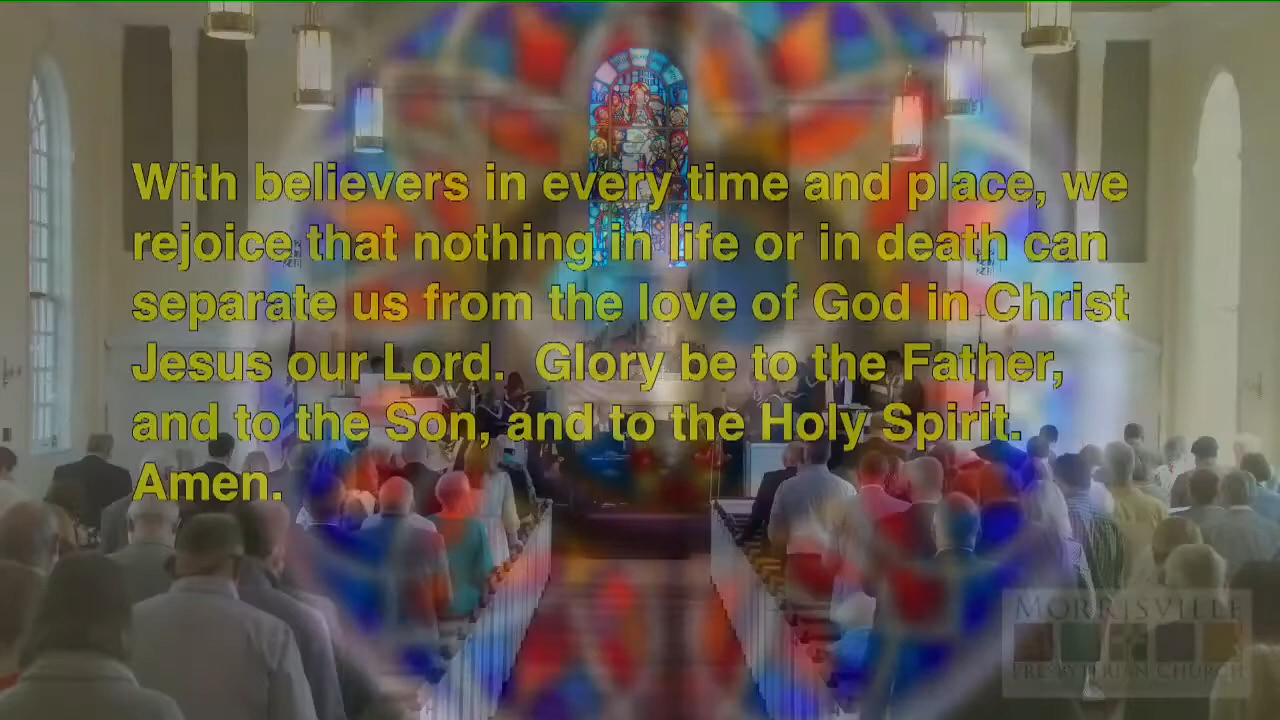 With believers in every time and place, we
rejoice that nothing in life or in death can
separate us from the love of God in Christ
Jesus our Lord.  Glory be to the Father,
and to the Son, and to the Holy Spirit.
Amen.
MORRISVILLE
PRESBYTERIAN CHURCH